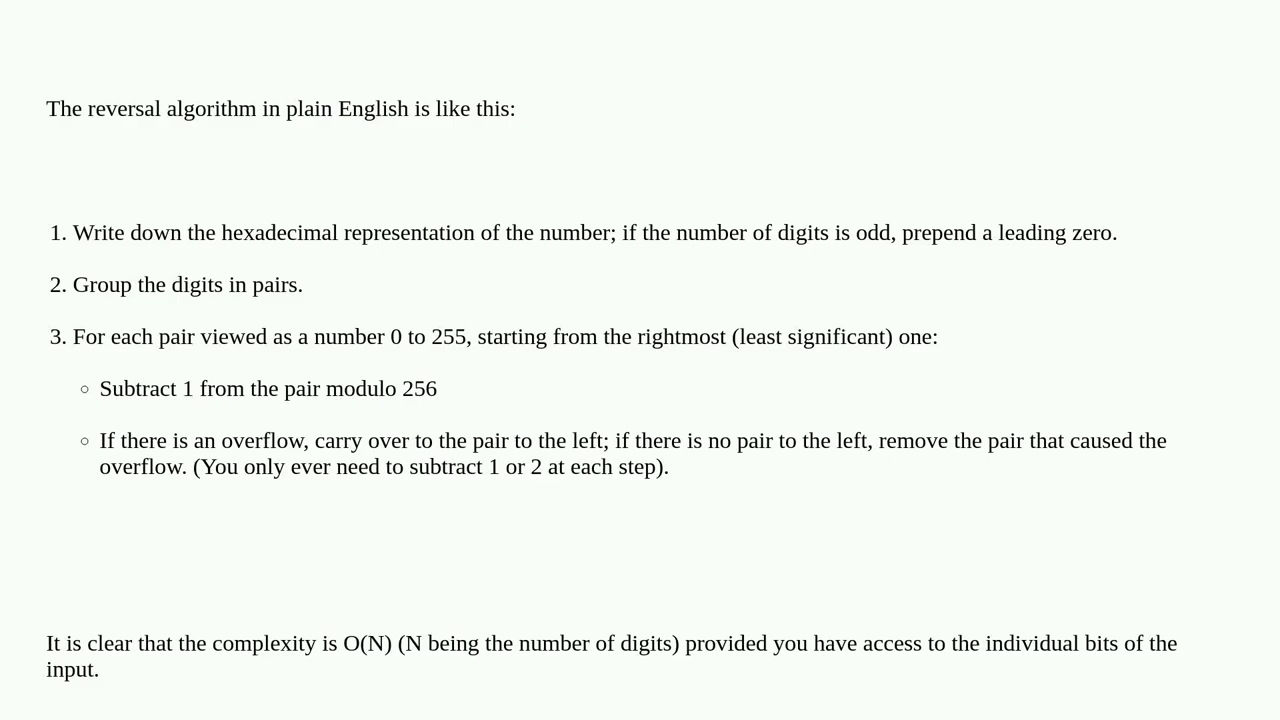 The reversal algorithm in plain English is like this:
1. Write down the hexadecimal representation of the number; if the number of digits is odd, prepend a leading zero.
2. Group the digits in pairs.
3. For each pair viewed as a number 0 to 255, starting from the rightmost (least significant) one:
○ Subtract 1 from the pair modulo 256
○ If there is an overflow, carry over to the pair to the left; if there is no pair to the left, remove the pair that caused the
overflow. (You only ever need to subtract 1 or 2 at each step).
It is clear that the complexity is O(N) (N being the number of digits) provided you have access to the individual bits of the
input.